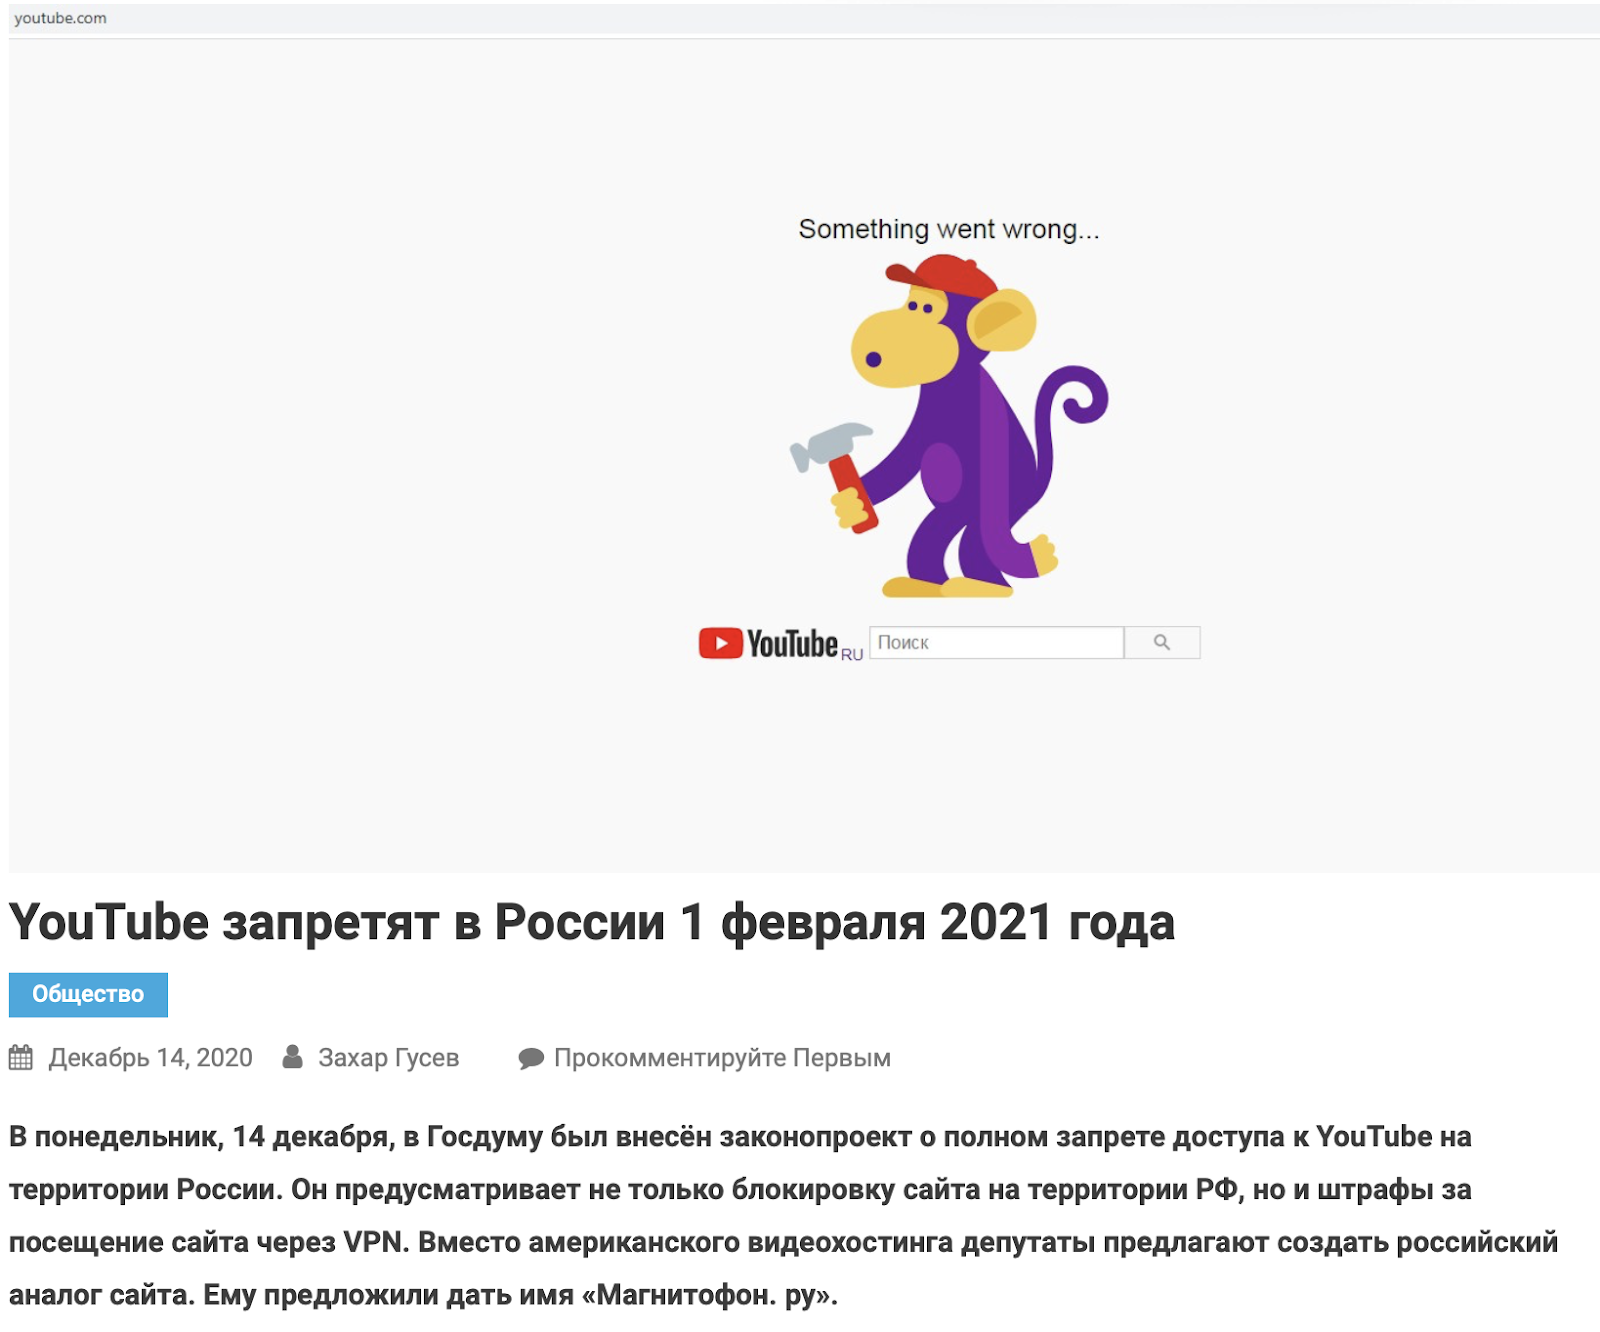 youtube.com
Something went wrong...
YouTube RU Поиск
YouTube запретят в России 1 февраля 2021 года
Общество
Декабрь 14, 2020 Захар Гусев Прокомментируйте Первым
В понедельник, 14 декабря, в Госдуму был внесён законопроект о полном запрете доступа к YouTube на
территории России. Он предусматривает не только блокировку сайта на территории РФ, но и штрафы за
посещение сайта через VPN. Вместо американского видеохостинга депутаты предлагают создать российский
аналог сайта. Ему предложили дать имя «Магнитофон. ру».